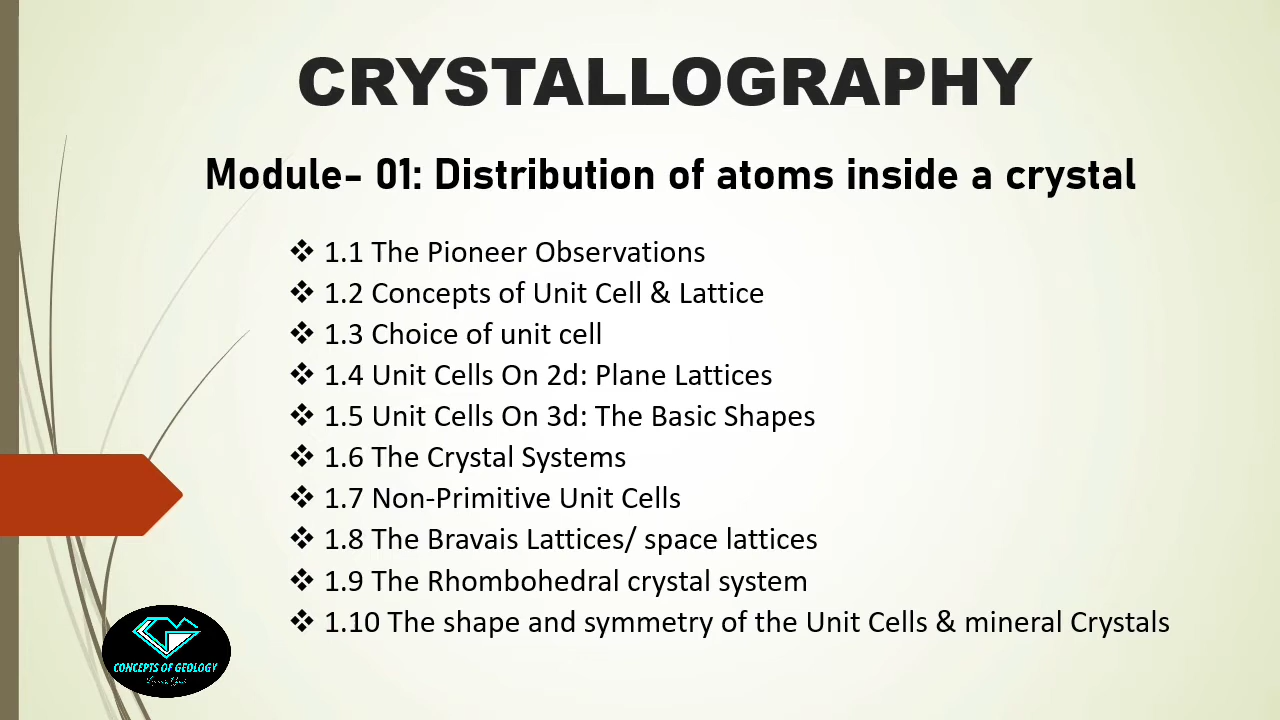 CRYSTALLOGRAPHY
Module- 01: Distribution of atoms inside a crystal
❖ 1.1 The Pioneer Observations
❖ 1.2 Concepts of Unit Cell & Lattice
❖ 1.3 Choice of unit cell
❖ 1.4 Unit Cells On 2d: Plane Lattices
❖ 1.5 Unit Cells On 3d: The Basic Shapes
❖ 1.6 The Crystal Systems
❖ 1.7 Non-Primitive Unit Cells
❖ 1.8 The Bravais Lattices/ space lattices
❖ 1.9 The Rhombohedral crystal system
❖ 1.10 The shape and symmetry of the Unit Cells & mineral Crystals
CONCEPTS OF GEOLOGY